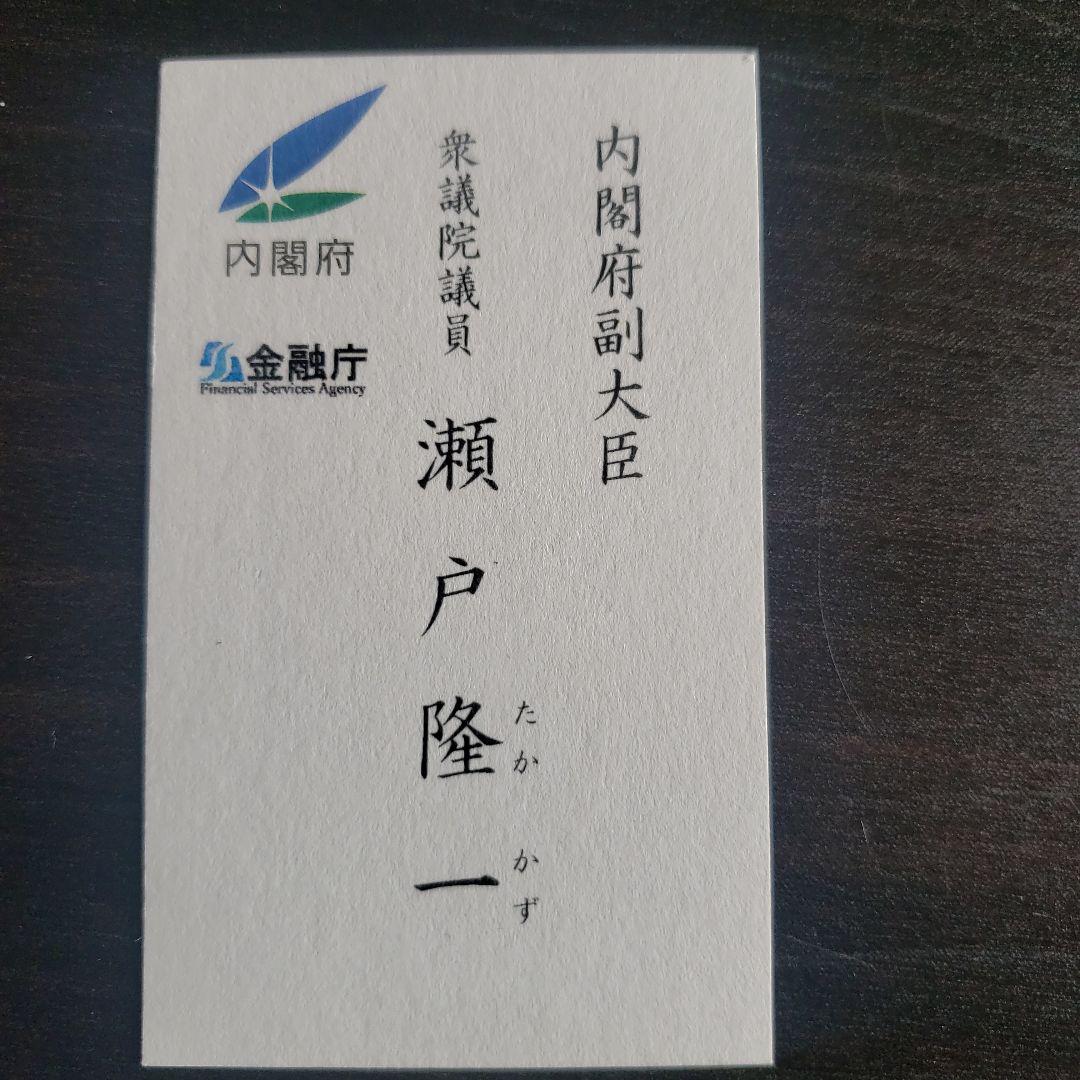 内閣府副大臣
衆議院議員
瀬戸隆一
たかかず
内閣府
金融庁
Financial Services Agency